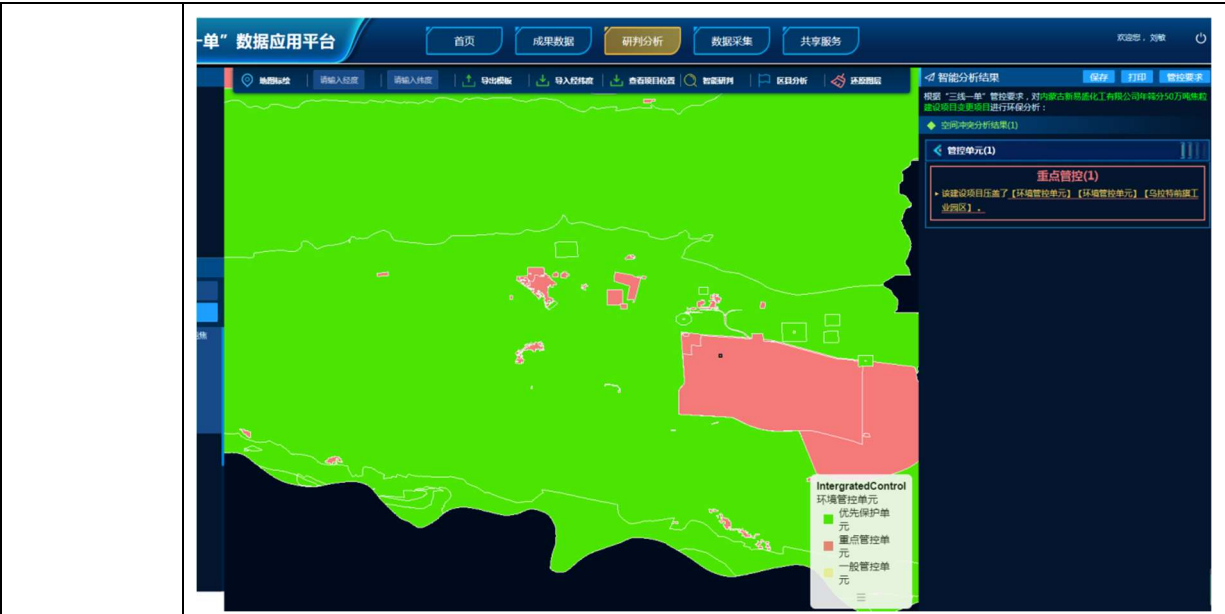 一单”数据应用平台
首页
成果数据
研判分析
数据采集
共享服务
欢迎您，刘敏
地图标绘
请输入经度
请输入纬度
导出模板
导入经纬度
查看项目位置
智能研判
区县分析
还原图层
智能分析结果
保存
打印
管控要求
根据“三线一单”管控要求，对内蒙古新易盛化工有限公司年筛分50万吨焦粒
建设项目变更项目进行环保分析：
空间冲突分析结果(1)
管控单元(1)
重点管控(1)
该建设项目压盖了【环境管控单元】【环境管控单元】【乌拉特前旗工
业园区】。
IntergratedControl
环境管控单元
优先保护单
元
重点管控单
元
一般管控单
元